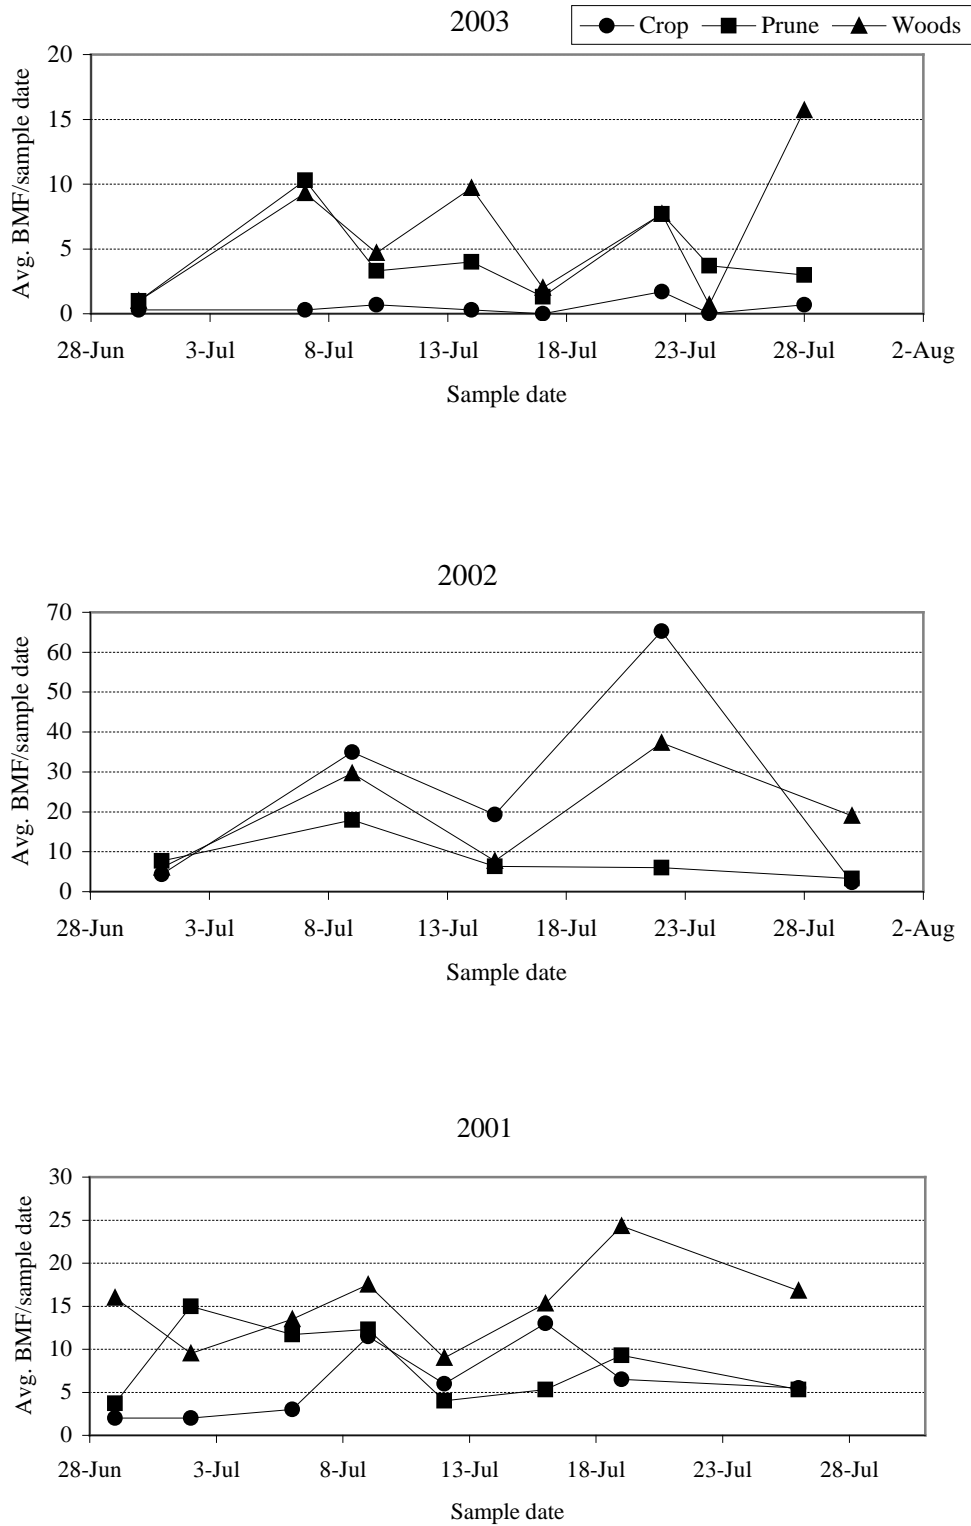 2003
Crop Prune Woods
Avg. BMF/sample date
20
15
10
5
0
28-Jun 3-Jul 8-Jul 13-Jul 18-Jul 23-Jul 28-Jul 2-Aug
Sample date
2002
Avg. BMF/sample date
70
60
50
40
30
20
10
0
28-Jun 3-Jul 8-Jul 13-Jul 18-Jul 23-Jul 28-Jul 2-Aug
Sample date
2001
Avg. BMF/sample date
30
25
20
15
10
5
0
28-Jun 3-Jul 8-Jul 13-Jul 18-Jul 23-Jul 28-Jul
Sample date